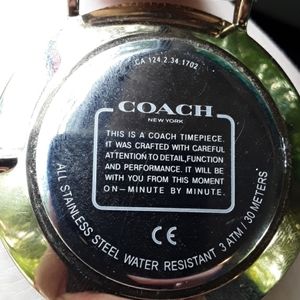 CA 124.2.34.1702
COACH
NEW YORK
THIS IS A COACH TIMEPIECE.
IT WAS CRAFTED WITH CAREFUL
ATTENTION TO DETAIL,FUNCTION
AND PERFORMANCE. IT WILL BE
WITH YOU FROM THIS MOMENT
ON-MINUTE BY MINUTE.
CE
ALL STAINLESS STEEL WATER RESISTANT 3 ATM / 30 METERS